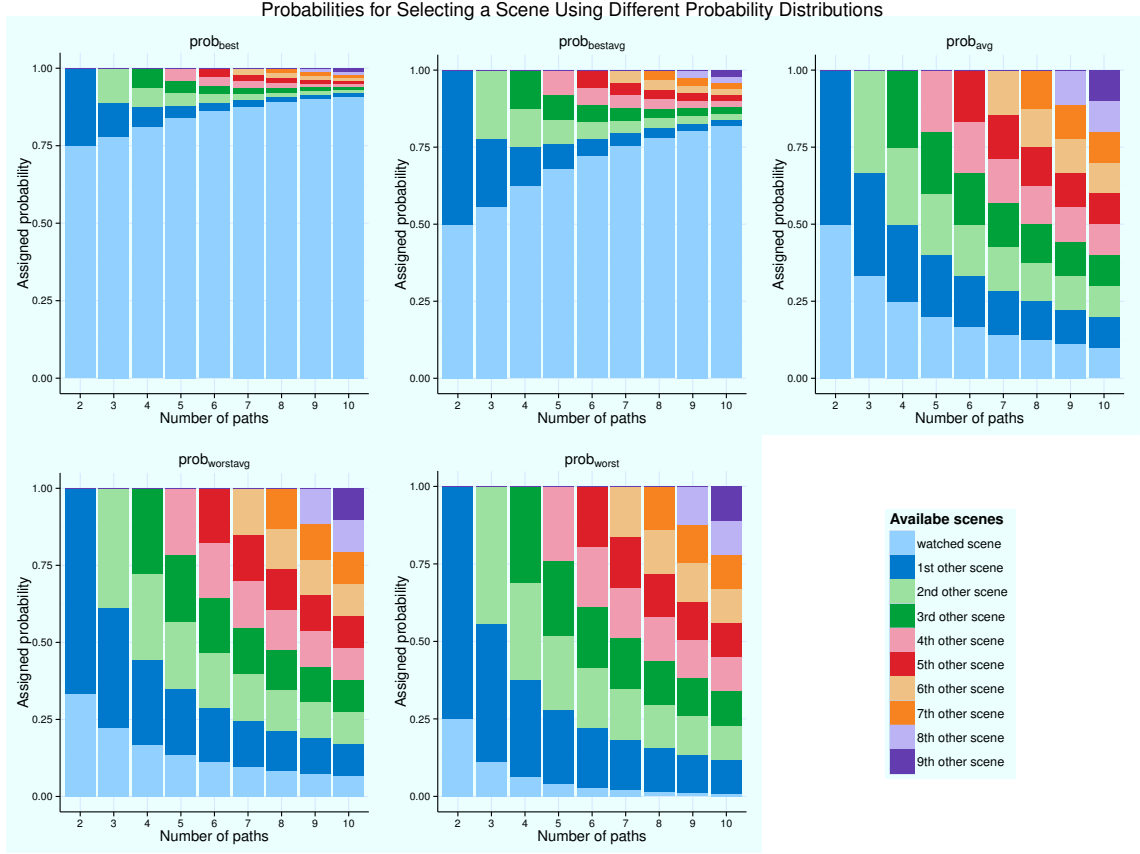 Probabilities for Selecting a Scene Using Different Probability Distributions
prob_best
prob_bestavg
prob_avg
Assigned probability
1.00
0.75
0.50
0.25
0.00
2 3 4 5 6 7 8 9 10
Number of paths
Assigned probability
1.00
0.75
0.50
0.25
0.00
2 3 4 5 6 7 8 9 10
Number of paths
Assigned probability
1.00
0.75
0.50
0.25
0.00
2 3 4 5 6 7 8 9 10
Number of paths
prob_worstavg
prob_worst
Assigned probability
1.00
0.75
0.50
0.25
0.00
2 3 4 5 6 7 8 9 10
Number of paths
Assigned probability
1.00
0.75
0.50
0.25
0.00
2 3 4 5 6 7 8 9 10
Number of paths
Availabe scenes
watched scene
1st other scene
2nd other scene
3rd other scene
4th other scene
5th other scene
6th other scene
7th other scene
8th other scene
9th other scene